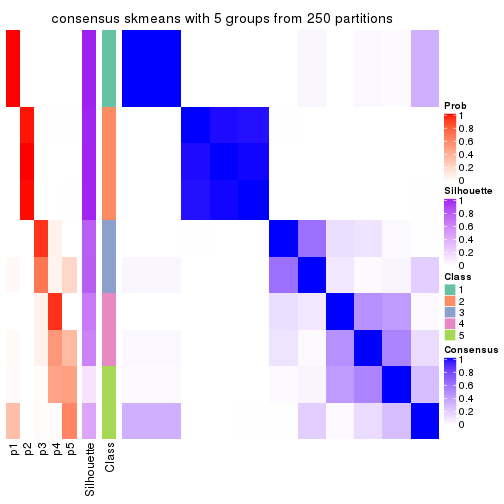 consensus skmeans with 5 groups from 250 partitions
Prob
1
0.8
0.6
0.4
0.2
0
Silhouette
1
0.8
0.6
0.4
0.2
0
Class
1
2
3
4
5
Consensus
1
0.8
0.6
0.4
0.2
0
p1
p2
p3
p4
p5
Silhouette
Class